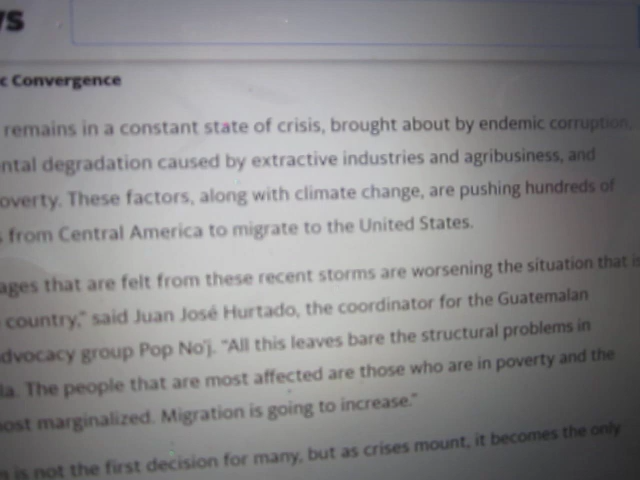 c Convergence
remains in a constant state of crisis, brought about by endemic corruption,
ntal degradation caused by extractive industries and agribusiness, and
overty. These factors, along with climate change, are pushing hundreds of
s from Central America to migrate to the United States.
ages that are felt from these recent storms are worsening the situation that is
country," said Juan José Hurtado, the coordinator for the Guatemalan
advocacy group Pop No'j. "All this leaves bare the structural problems in
la. The people that are most affected are those who are in poverty and the
most marginalized. Migration is going to increase."
n is not the first decision for many, but as crises mount, it becomes the only